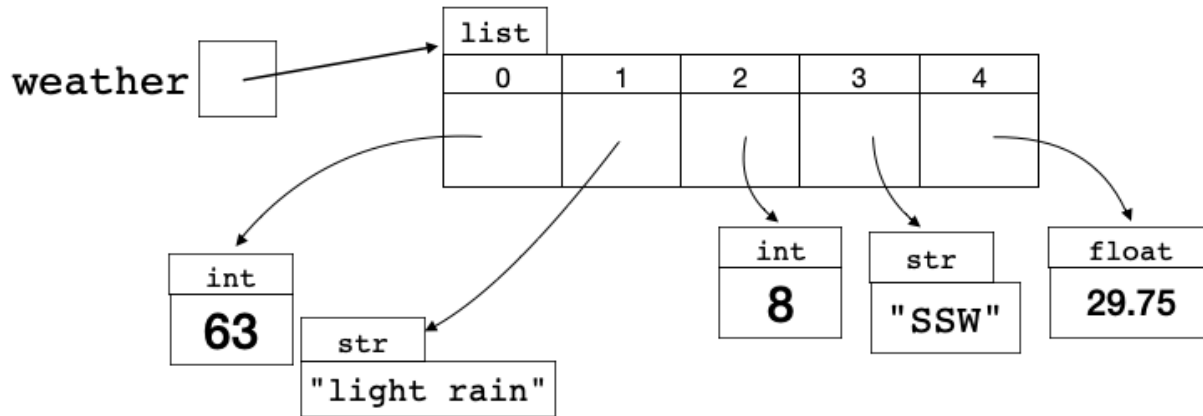 list
weather
0 1 2 3 4
int
63
str
"light rain"
int
8
str
"SSW"
float
29.75